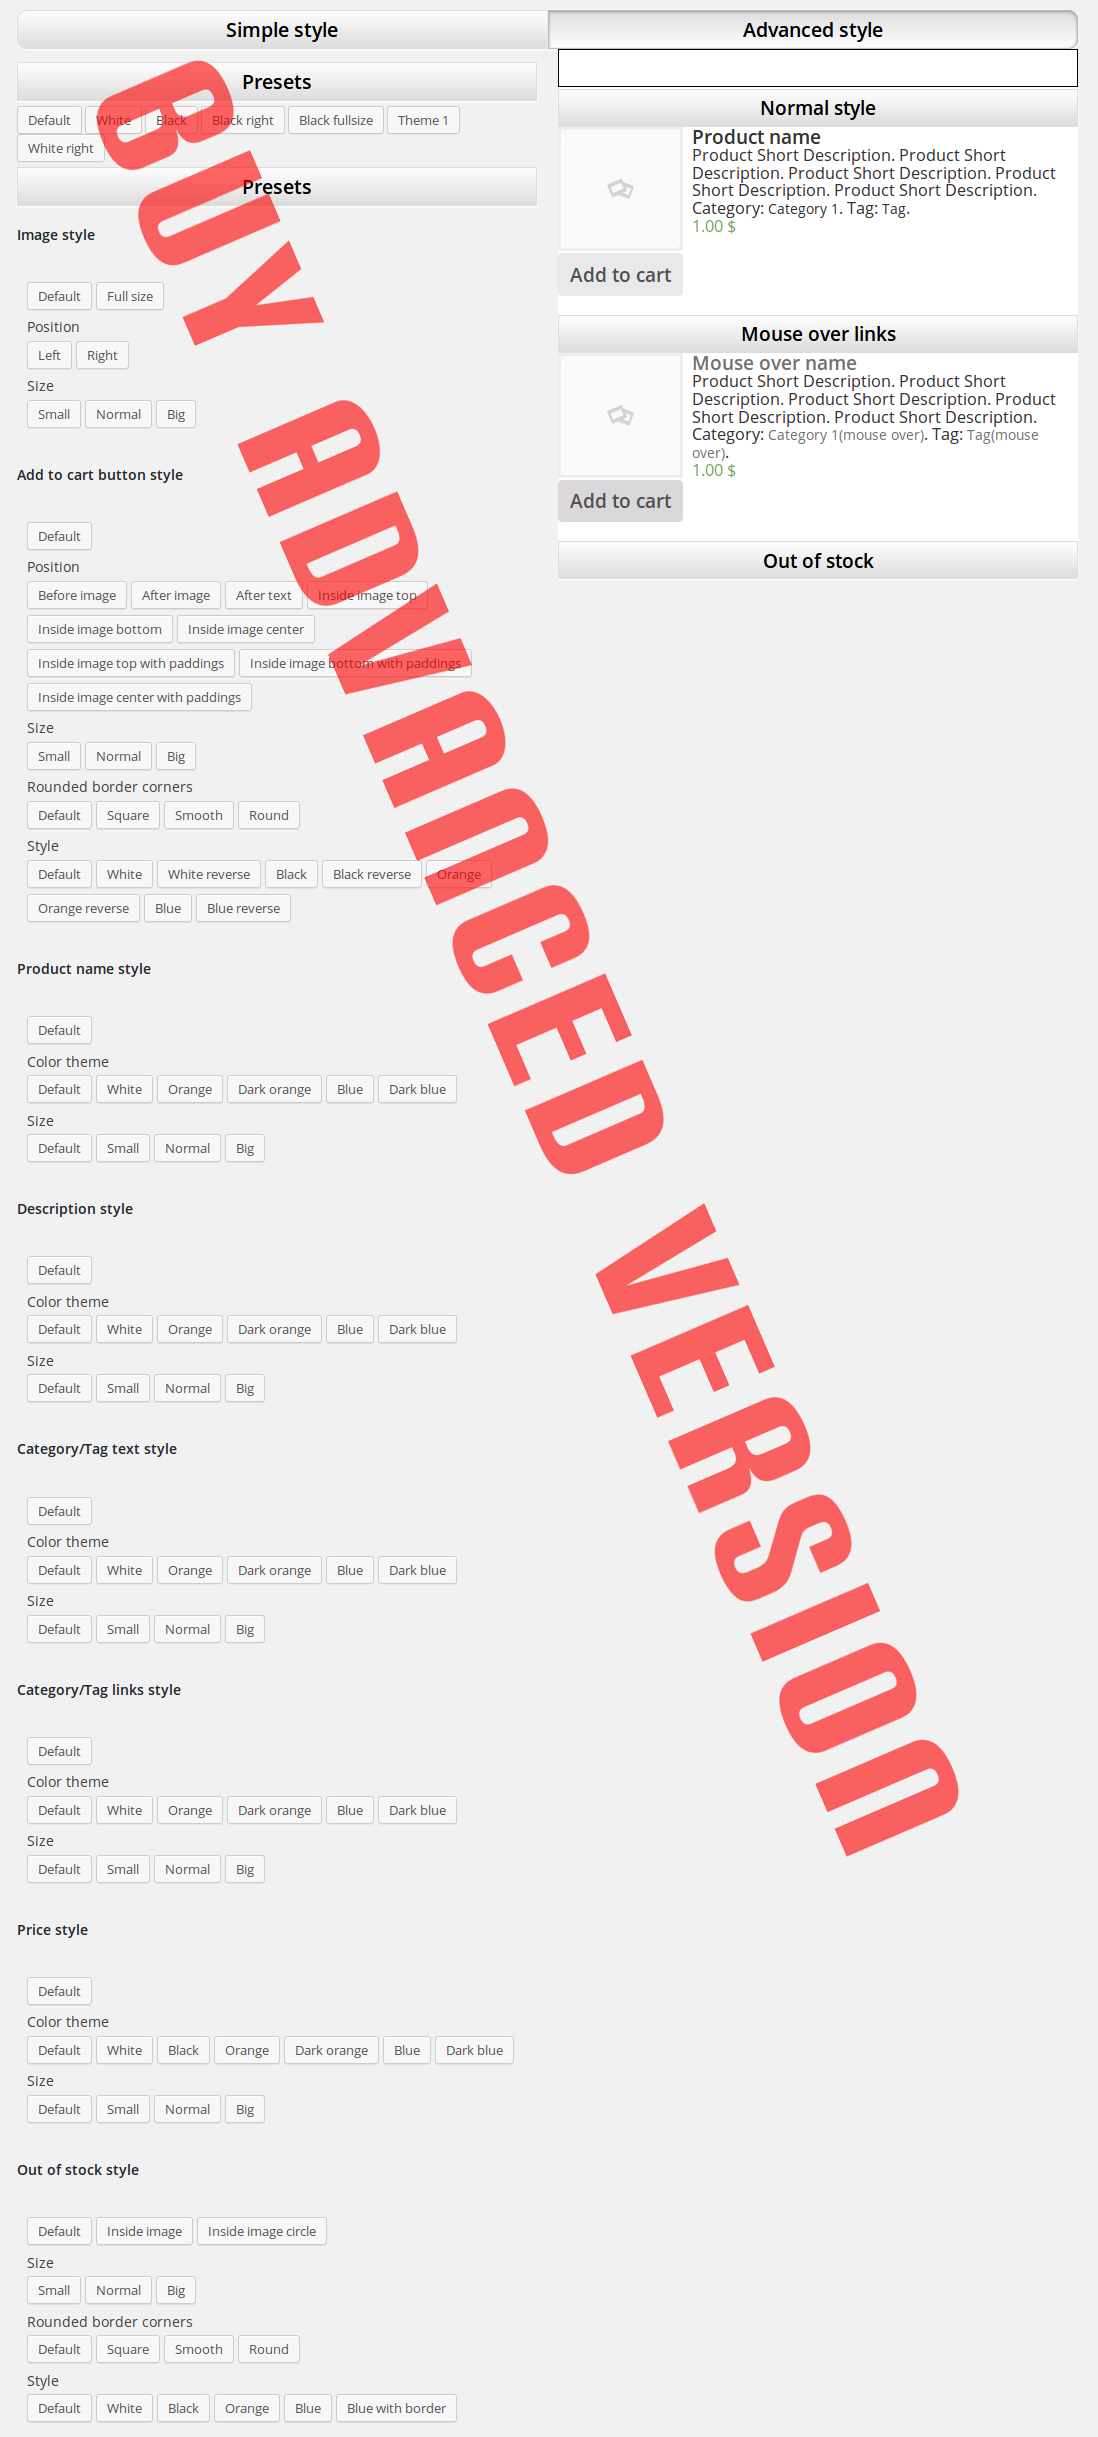 Simple style
Advanced style
Presets
Default White Black Black right Black fullsize Theme 1
White right
Presets
Image style
Default Full size
Position
Left Right
Size
Small Normal Big
Add to cart button style
Default
Position
Before image After image After text Inside image top
Inside image bottom Inside image center
Inside image top with paddings Inside image bottom with paddings
Inside image center with paddings
Size
Small Normal Big
Rounded border corners
Default Square Smooth Round
Style
Default White White reverse Black Black reverse Orange
Orange reverse Blue Blue reverse
Product name style
Default
Color theme
Default White Orange Dark orange Blue Dark blue
Size
Default Small Normal Big
Description style
Default
Color theme
Default White Orange Dark orange Blue Dark blue
Size
Default Small Normal Big
Category/Tag text style
Default
Color theme
Default White Orange Dark orange Blue Dark blue
Size
Default Small Normal Big
Category/Tag links style
Default
Color theme
Default White Orange Dark orange Blue Dark blue
Size
Default Small Normal Big
Price style
Default
Color theme
Default White Black Orange Dark orange Blue Dark blue
Size
Default Small Normal Big
Out of stock style
Default Inside image Inside image circle
Size
Small Normal Big
Rounded border corners
Default Square Smooth Round
Style
Default White Black Orange Blue Blue with border
Normal style
Product name
Product Short Description. Product Short
Description. Product Short Description. Product
Short Description. Product Short Description.
Category: Category 1. Tag: Tag.
1.00 $
Add to cart
Mouse over links
Mouse over name
Product Short Description. Product Short
Description. Product Short Description. Product
Short Description. Product Short Description.
Category: Category 1(mouse over). Tag: Tag(mouse
over).
1.00 $
Add to cart
Out of stock
BUY ADVANCED VERSION